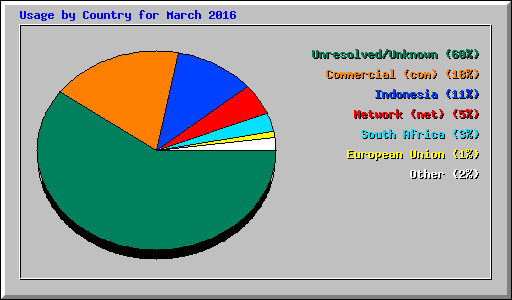 Usage by Country for March 2016
Unresolved/Unknown (60%)
Commercial (com) (18%)
Indonesia (11%)
Network (net) (5%)
South Africa (3%)
European Union (1%)
Other (2%)